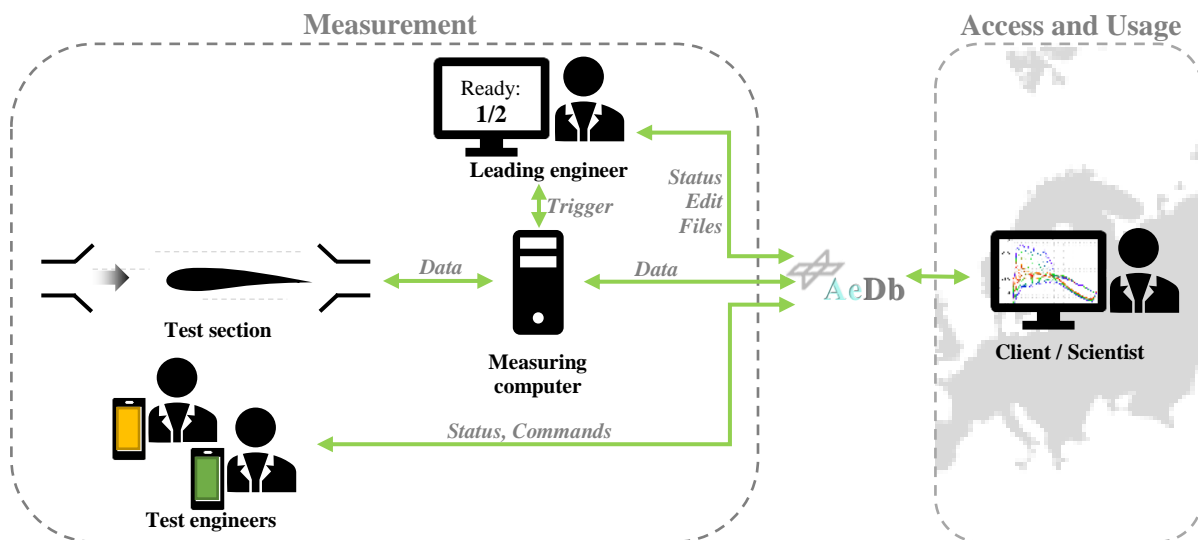 Measurement
Access and Usage
Ready:
1/2
Leading engineer
Status
Edit
Files
Trigger
Data
Data
AeDb
Test section
Measuring
computer
Client / Scientist
Status, Commands
Test engineers